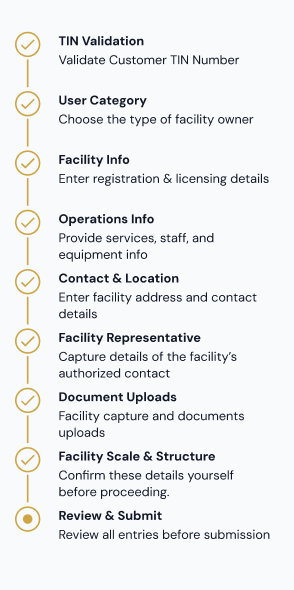 TIN Validation
Validate Customer TIN Number
User Category
Choose the type of facility owner
Facility Info
Enter registration & licensing details
Operations Info
Provide services, staff, and
equipment info
Contact & Location
Enter facility address and contact
details
Facility Representative
Capture details of the facility's
authorized contact
Document Uploads
Facility capture and documents
uploads
Facility Scale & Structure
Confirm these details yourself
before proceeding.
Review & Submit
Review all entries before submission